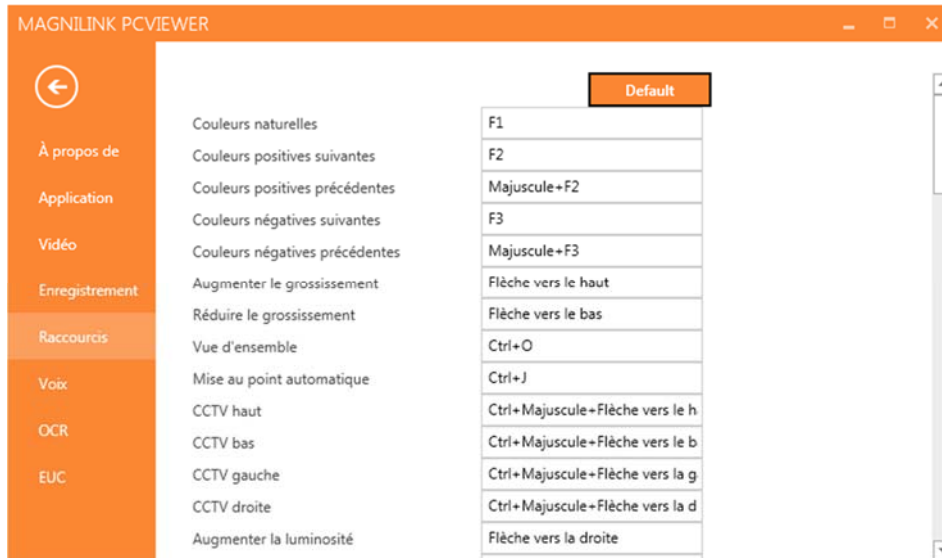 MAGNILINK PCVIEWER
À propos de
Application
Vidéo
Enregistrement
Raccourcis
Voix
OCR
EUC
Default
Couleurs naturelles F1
Couleurs positives suivantes F2
Couleurs positives précédentes Majuscule+F2
Couleurs négatives suivantes F3
Couleurs négatives précédentes Majuscule+F3
Augmenter le grossissement Flèche vers le haut
Réduire le grossissement Flèche vers le bas
Vue d'ensemble Ctrl+O
Mise au point automatique Ctrl+J
CCTV haut Ctrl+Majuscule+Flèche vers le h
CCTV bas Ctrl+Majuscule+Flèche vers le b
CCTV gauche Ctrl+Majuscule+Flèche vers la g
CCTV droite Ctrl+Majuscule+Flèche vers la d
Augmenter la luminosité Flèche vers la droite